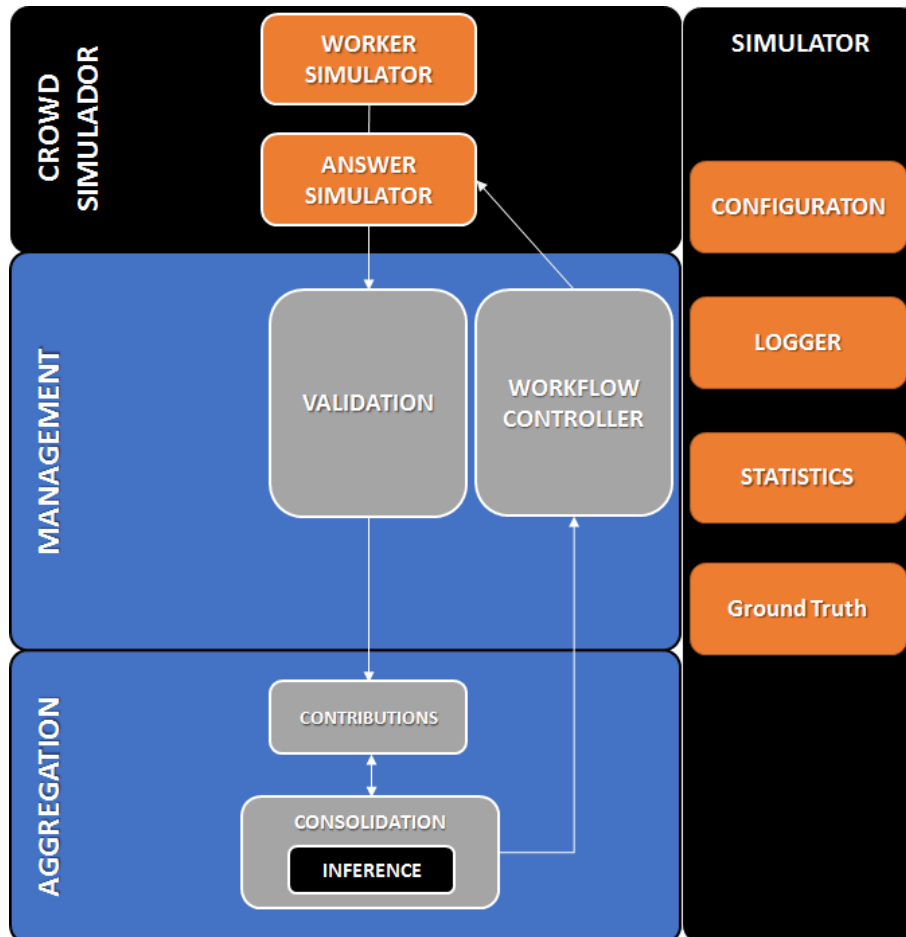 CROWD
SIMULADOR
WORKER
SIMULATOR
ANSWER
SIMULATOR
MANAGEMENT
VALIDATION
WORKFLOW
CONTROLLER
AGGREGATION
CONTRIBUTIONS
CONSOLIDATION
INFERENCE
SIMULATOR
CONFIGURATON
LOGGER
STATISTICS
Ground Truth